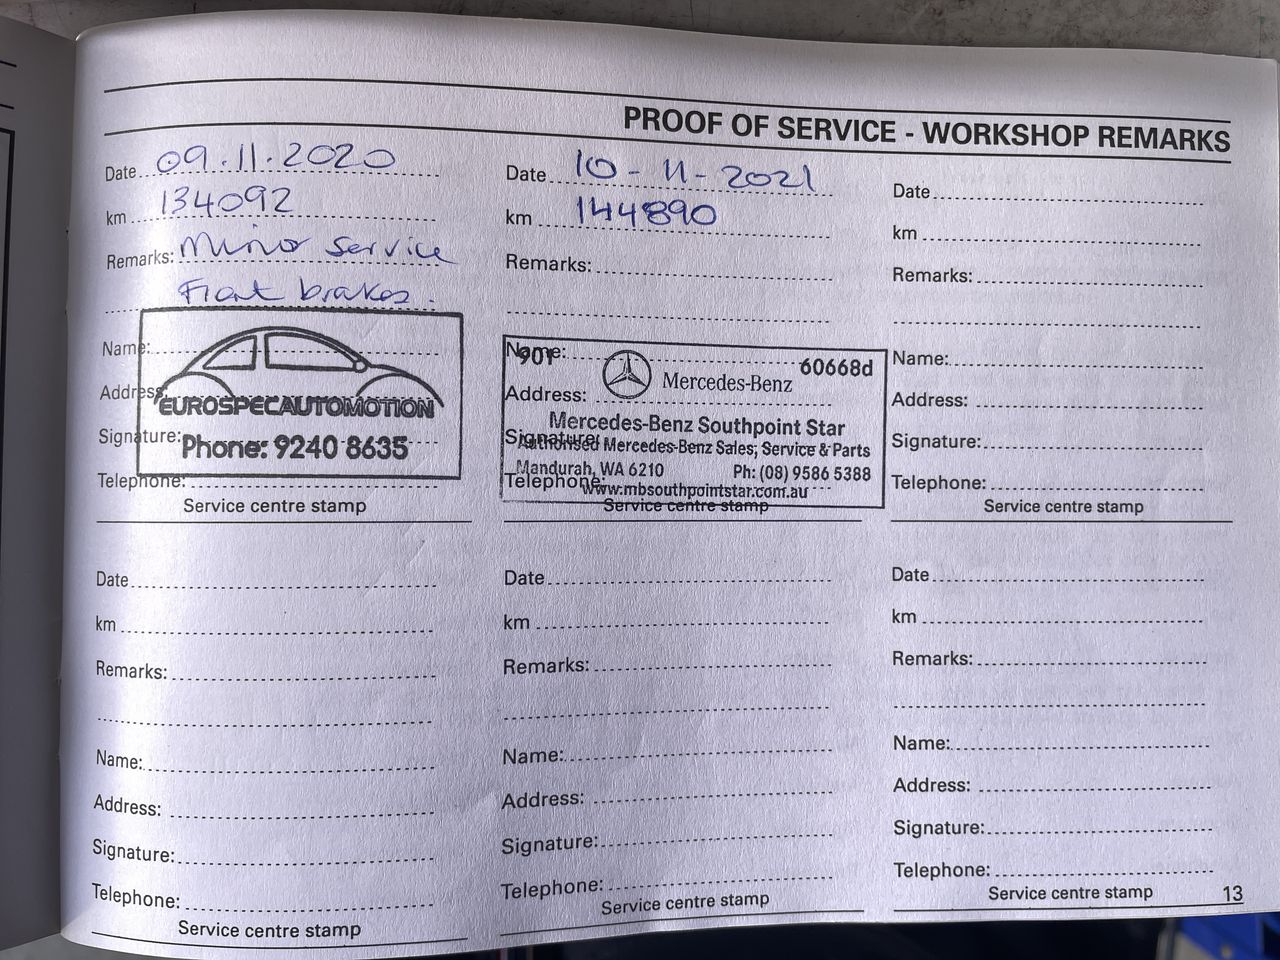 PROOF OF SERVICE - WORKSHOP REMARKS
Date 09.11.2020
km 134092
Remarks: Minor service
Front brakes.
Name:
Address:
EUROSPECAUTOMOTION
Signature:
Phone: 9240 8635
Telephone:
Service centre stamp
Date 10-11-2021
km 144890
Remarks:
Name:
901 60668d
Mercedes-Benz
Address:
Mercedes-Benz Southpoint Star
Signature:
Authorised Mercedes-Benz Sales, Service & Parts
Mandurah, WA 6210 Ph: (08) 9586 5388
Telephone:
www.mbsouthpointstar.com.au
Service centre stamp
Date
km
Remarks:
Name:
Address:
Signature:
Telephone:
Service centre stamp
Date
km
Remarks:
Name:
Address:
Signature:
Telephone:
Service centre stamp
Date
km
Remarks:
Name:
Address:
Signature:
Telephone:
Service centre stamp
Date
km
Remarks:
Name:
Address:
Signature:
Telephone:
Service centre stamp
13